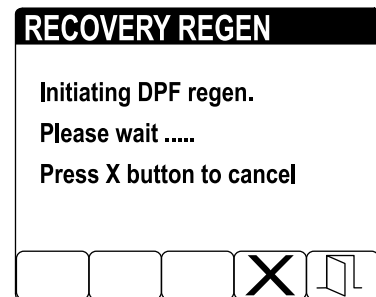 RECOVERY REGEN
Initiating DPF regen.
Please wait .....
Press X button to cancel
X